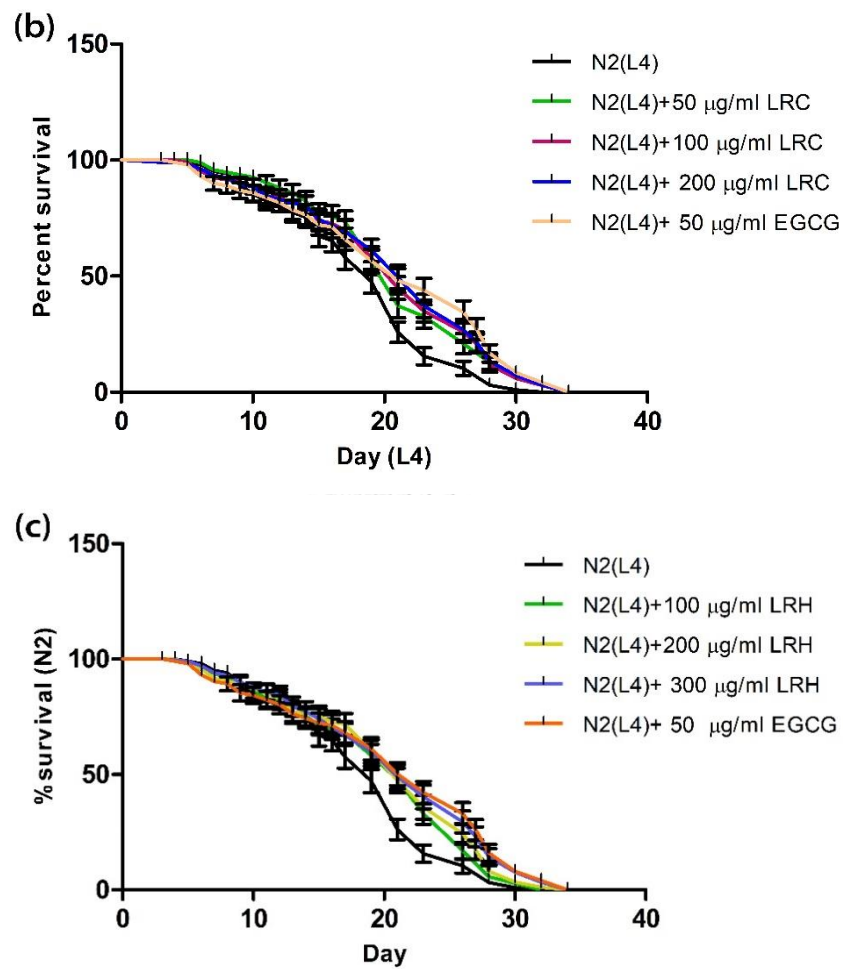 (b)
150
100
50
0
Percent survival
0 10 20 30 40
Day (L4)
N2(L4)
N2(L4)+50 µg/ml LRC
N2(L4)+100 µg/ml LRC
N2(L4)+ 200 µg/ml LRC
N2(L4)+ 50 µg/ml EGCG
(c)
150
100
50
0
% survival (N2)
0 10 20 30 40
Day
N2(L4)
N2(L4)+100 µg/ml LRH
N2(L4)+200 µg/ml LRH
N2(L4)+ 300 µg/ml LRH
N2(L4)+ 50 µg/ml EGCG